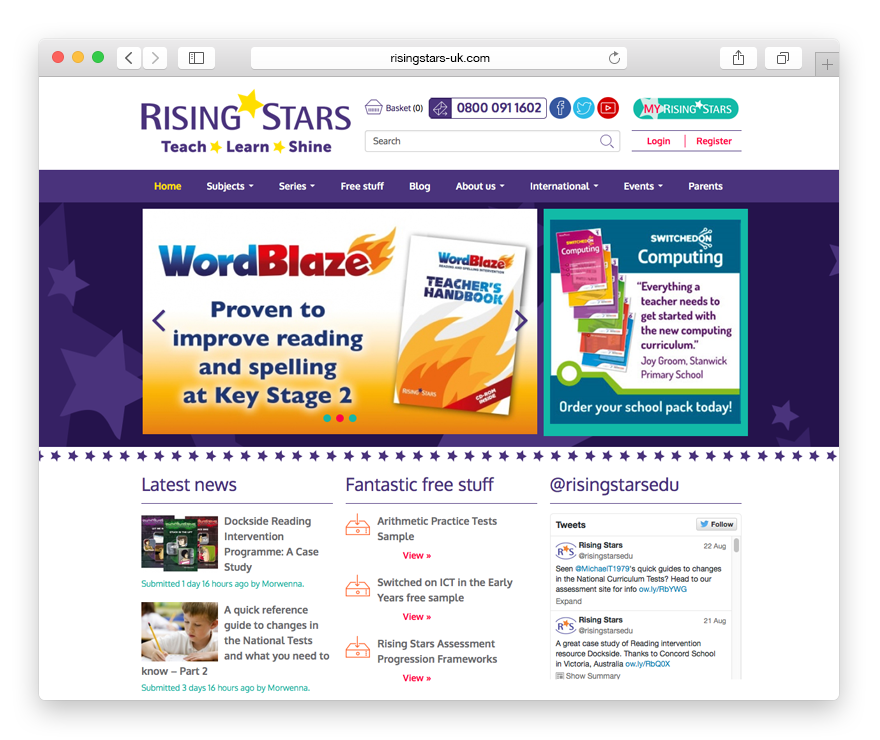 risingstars-uk.com
RISING STARS
Teach Learn Shine
Basket (0)
0800 091 1602
MY RISING STARS
Search
Login Register
Home Subjects Series Free stuff Blog About us International Events Parents
WordBlaze
Proven to
improve reading
and spelling
at Key Stage 2
WordBlaze
READING AND SPELLING INTERVENTION
TEACHER'S
HANDBOOK
RISING STARS
CD-ROM
INSIDE
SWITCHEDON
Computing
Computing
"Everything a
teacher needs to
get started with
the new computing
curriculum."
Joy Groom, Stanwick
Primary School
Order your school pack today!
Latest news
Dockside Reading
Intervention
Programme: A Case
Study
Submitted 1 day 16 hours ago by Morwenna.
A quick reference
guide to changes in
the National Tests
and what you need to
know – Part 2
Submitted 3 days 16 hours ago by Morwenna.
Fantastic free stuff
Arithmetic Practice Tests
Sample
View »
Switched on ICT in the Early
Years free sample
View »
Rising Stars Assessment
Progression Frameworks
View »
@risingstarsedu
Tweets Follow
Rising Stars 22 Aug
@risingstarsedu
RS
Seen @MichaelT1979's quick guides to changes
in the National Curriculum Tests? Head to our
assessment site for info ow.ly/RbYWG
Expand
Rising Stars 21 Aug
@risingstarsedu
RS
A great case study of Reading intervention
resource Dockside. Thanks to Concord School
in Victoria, Australia ow.ly/RbQ0X
Show Summary